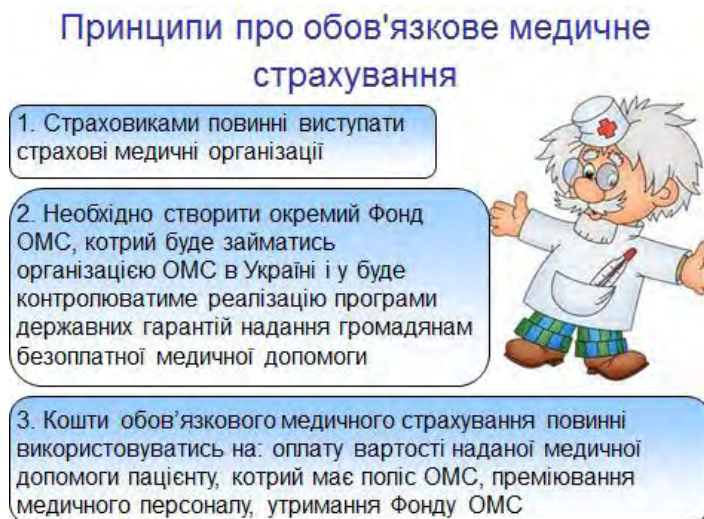 Принципи про обов'язкове медичне
страхування
1. Страховиками повинні виступати
страхові медичні організації
2. Необхідно створити окремий Фонд
ОМС, котрий буде займатись
організацією ОМС в Україні і у буде
контролюватиме реалізацію програми
державних гарантій надання громадянам
безоплатної медичної допомоги
3. Кошти обов’язкового медичного страхування повинні
використовуватись на: оплату вартості наданої медичної
допомоги пацієнту, котрий має поліс ОМС, преміювання
медичного персоналу, утримання Фонду ОМС